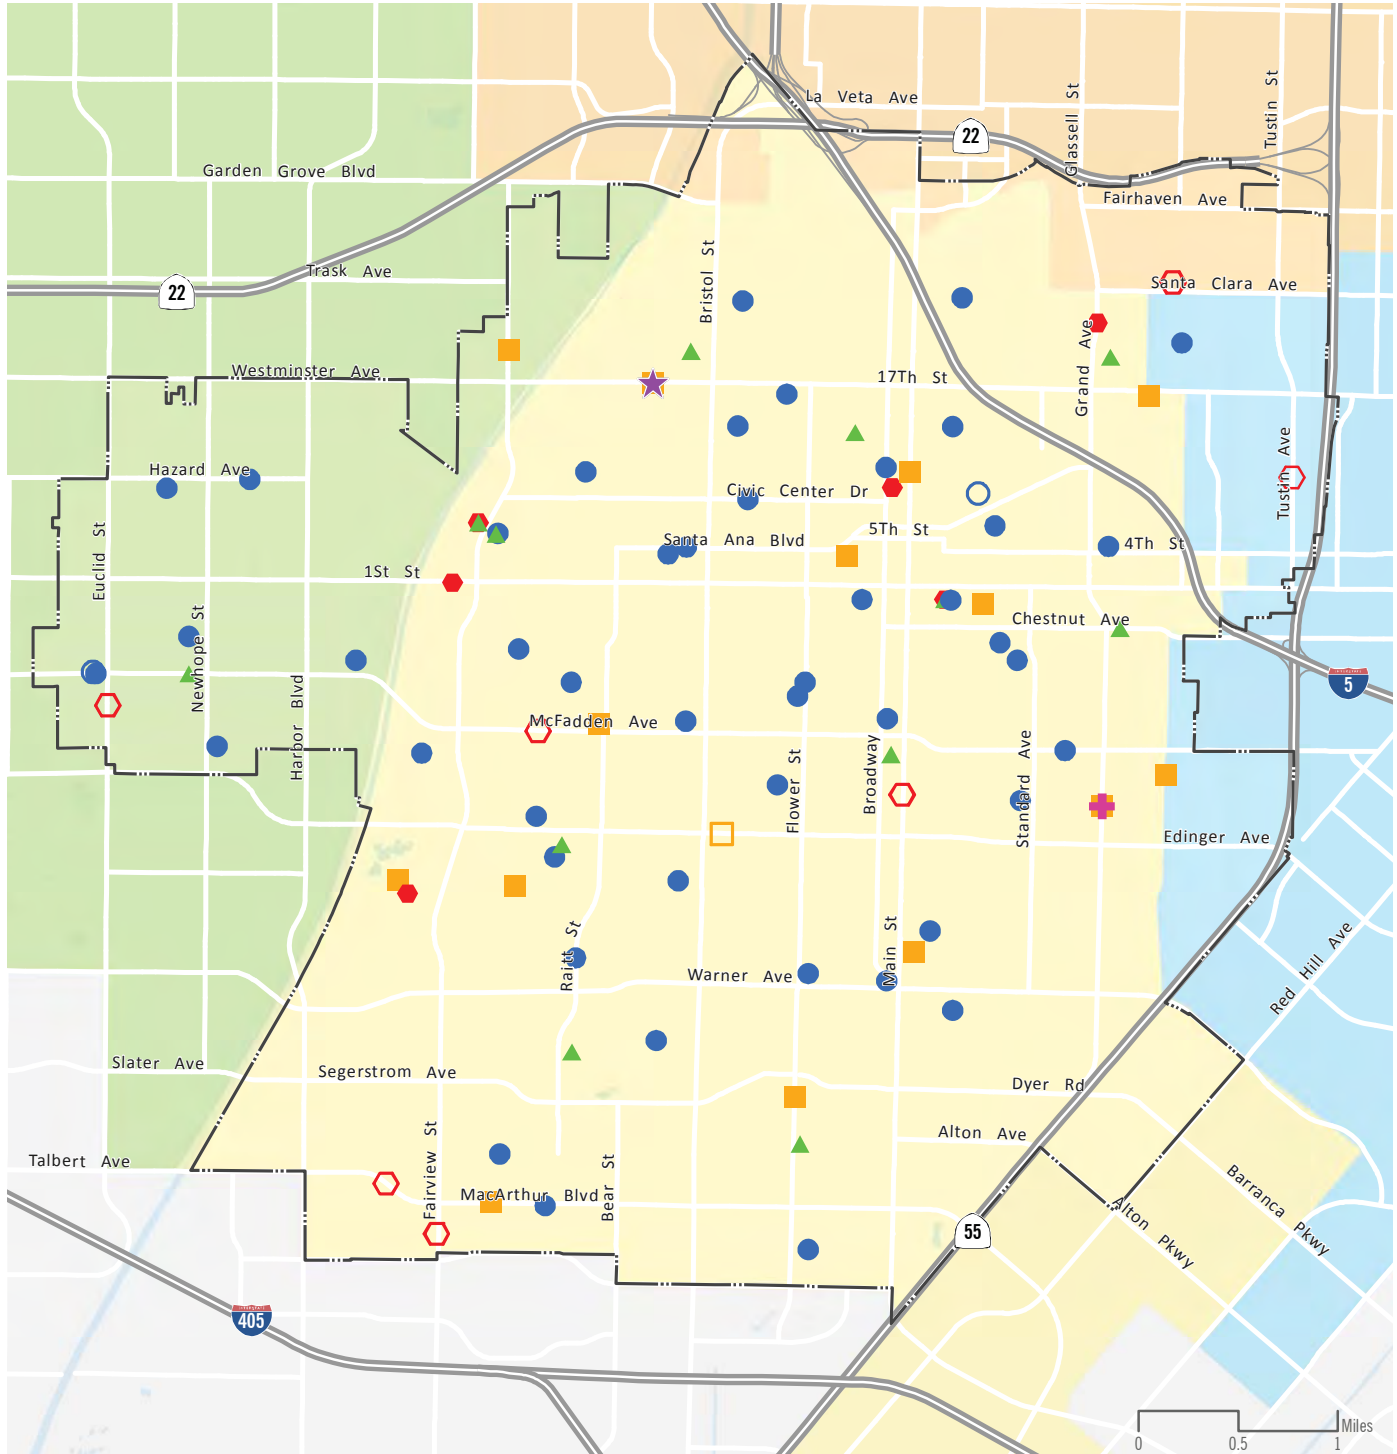 La Veta Ave
22
Glassell St
Tustin St
Garden Grove Blvd
Fairhaven Ave
Trask Ave
22
Bristol St
Santa Clara Ave
Grand Ave
Westminster Ave
17Th St
Hazard Ave
Civic Center Dr
Tustin Ave
Euclid St
5Th St
Santa Ana Blvd
4Th St
1St St
Chestnut Ave
Newhope St
Harbor Blvd
5
McFadden Ave
Flower St
Broadway
Standard Ave
Edinger Ave
Raitt St
Main St
Warner Ave
Red Hill Ave
Slater Ave
Segerstrom Ave
Dyer Rd
Fairview St
Alton Ave
Talbert Ave
Bear St
MacArthur Blvd
Barranca Pkwy
Alton Pkwy
55
405
Miles
0 0.5 1